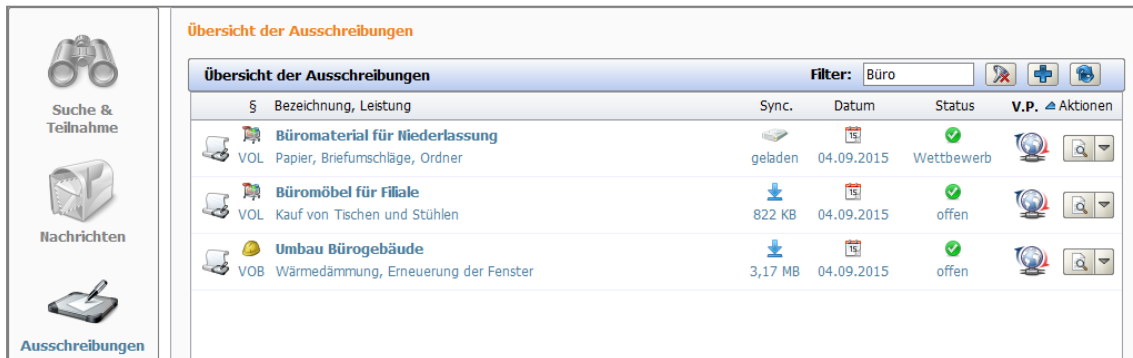 Übersicht der Ausschreibungen
Übersicht der Ausschreibungen Filter: Büro
§ Bezeichnung, Leistung Sync. Datum Status V.P. Aktionen
Büromaterial für Niederlassung
VOL Papier, Briefumschläge, Ordner geladen 04.09.2015 Wettbewerb
Büromöbel für Filiale
VOL Kauf von Tischen und Stühlen 822 KB 04.09.2015 offen
Umbau Bürogebäude
VOB Wärmedämmung, Erneuerung der Fenster 3,17 MB 04.09.2015 offen
Suche &
Teilnahme
Nachrichten
Ausschreibungen